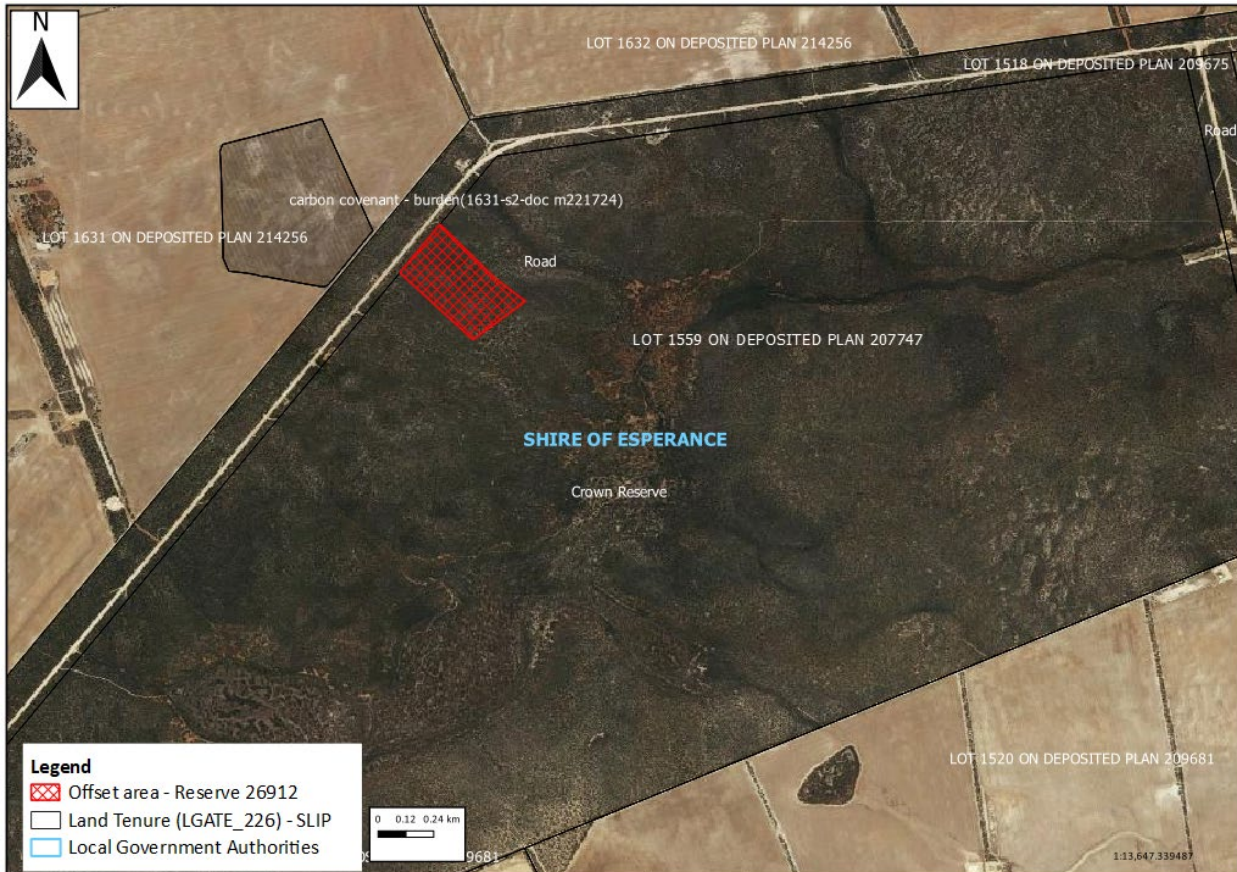 N
LOT 1632 ON DEPOSITED PLAN 214256
LOT 1518 ON DEPOSITED PLAN 209675
Road
carbon covenant - burden(1631-s2-doc m221724)
LOT 1631 ON DEPOSITED PLAN 214256
Road
LOT 1559 ON DEPOSITED PLAN 207747
SHIRE OF ESPERANCE
Crown Reserve
LOT 1520 ON DEPOSITED PLAN 209681
Legend
Offset area - Reserve 26912
Land Tenure (LGATE_226) - SLIP
Local Government Authorities
0 0.12 0.24 km
9681
1:13,647.339487